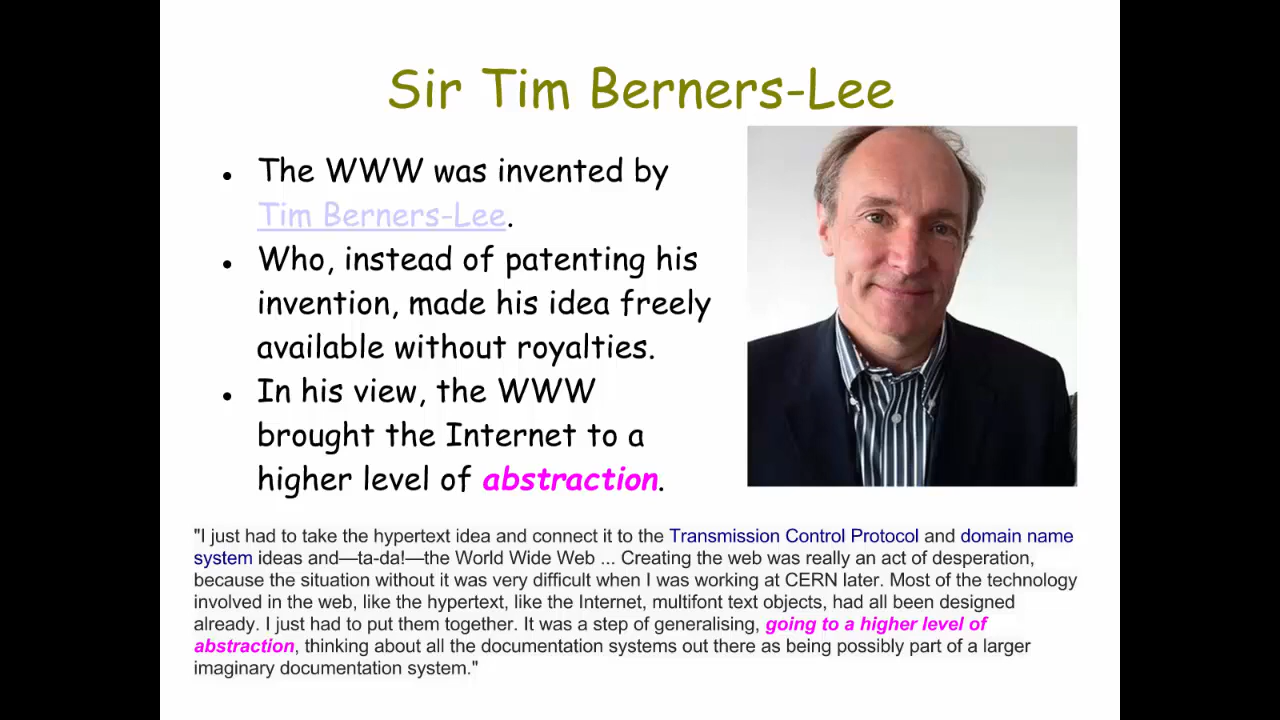 Sir Tim Berners-Lee
• The WWW was invented by
Tim Berners-Lee.
• Who, instead of patenting his
invention, made his idea freely
available without royalties.
• In his view, the WWW
brought the Internet to a
higher level of abstraction.
"I just had to take the hypertext idea and connect it to the Transmission Control Protocol and domain name
system ideas and—ta-da!—the World Wide Web ... Creating the web was really an act of desperation,
because the situation without it was very difficult when I was working at CERN later. Most of the technology
involved in the web, like the hypertext, like the Internet, multifont text objects, had all been designed
already. I just had to put them together. It was a step of generalising, going to a higher level of
abstraction, thinking about all the documentation systems out there as being possibly part of a larger
imaginary documentation system."